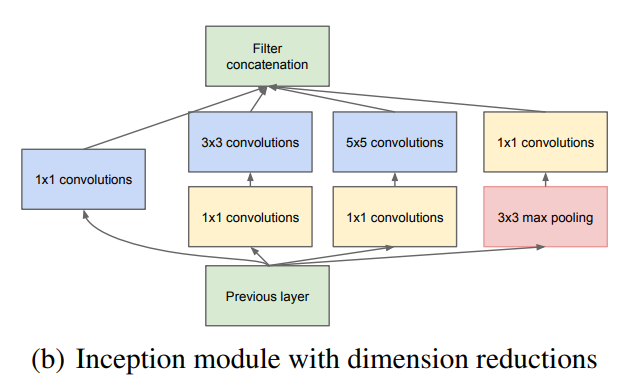 Filter
concatenation
3x3 convolutions
5x5 convolutions
1x1 convolutions
1x1 convolutions
1x1 convolutions
1x1 convolutions
3x3 max pooling
Previous layer
(b) Inception module with dimension reductions